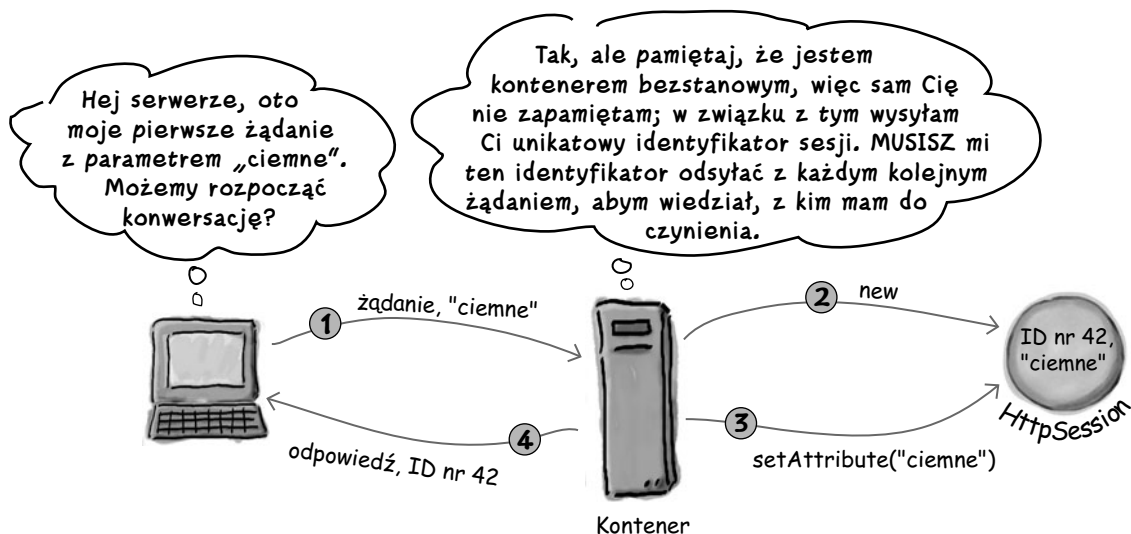 Hej serwerze, oto
moje pierwsze żądanie
z parametrem „ciemne”.
Możemy rozpocząć
konwersację?
Tak, ale pamiętaj, że jestem
kontenerem bezstanowym, więc sam Cię
nie zapamiętam; w związku z tym wysyłam
Ci unikatowy identyfikator sesji. MUSISZ mi
ten identyfikator odsyłać z każdym kolejnym
żądaniem, abym wiedział, z kim mam do
czynienia.
1
żądanie, "ciemne"
2
new
ID nr 42,
"ciemne"
HttpSession
3
setAttribute("ciemne")
4
odpowiedź, ID nr 42
Kontener